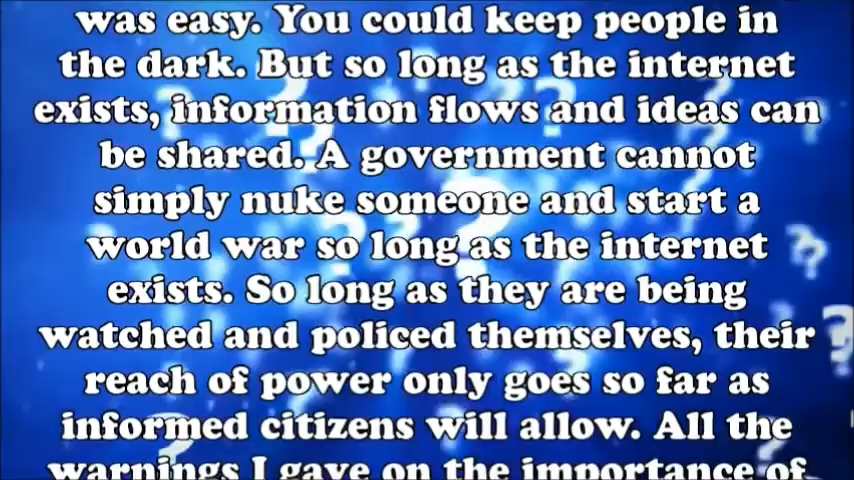 was easy. You could keep people in
the dark. But so long as the internet
exists, information flows and ideas can
be shared. A government cannot
simply nuke someone and start a
world war so long as the internet
exists. So long as they are being
watched and policed themselves, their
reach of power only goes so far as
informed citizens will allow. All the
warnings I gave on the importance of